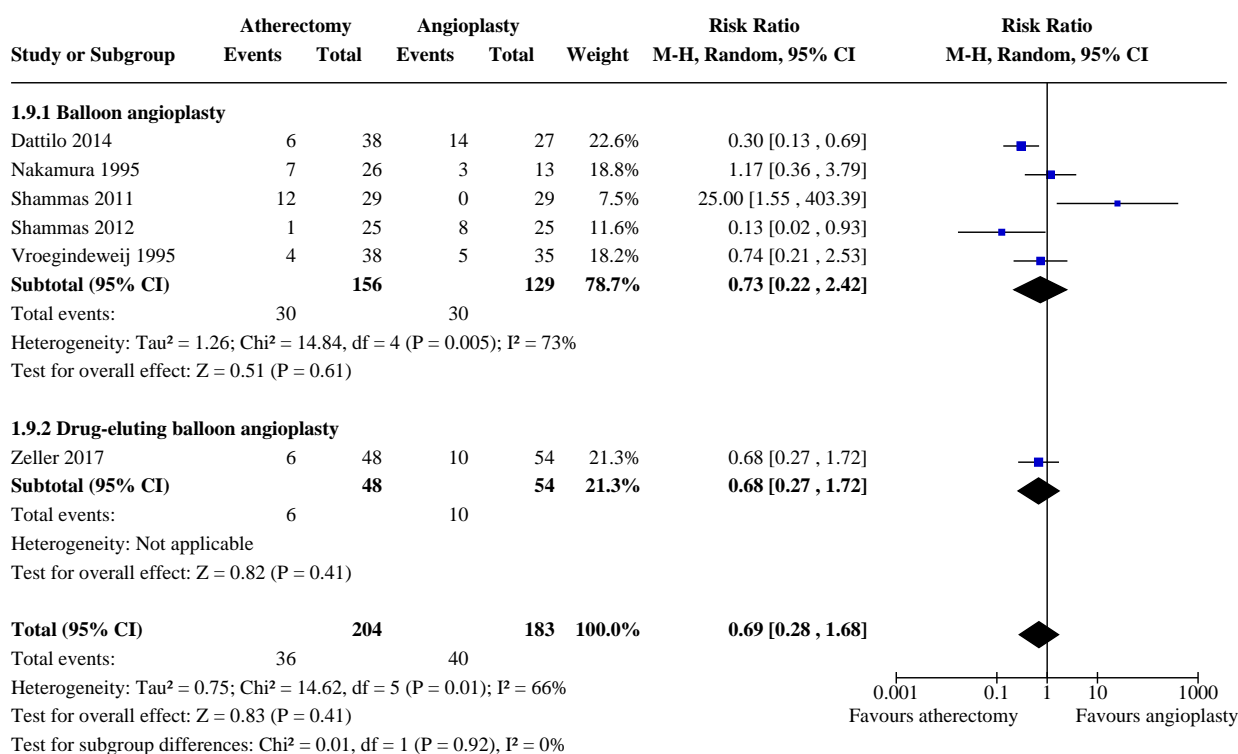 Atherectomy Angioplasty Risk Ratio Risk Ratio
Study or Subgroup Events Total Events Total Weight M-H, Random, 95% CI M-H, Random, 95% CI
1.9.1 Balloon angioplasty
Dattilo 2014 6 38 14 27 22.6% 0.30 [0.13 , 0.69]
Nakamura 1995 7 26 3 13 18.8% 1.17 [0.36 , 3.79]
Shammas 2011 12 29 0 29 7.5% 25.00 [1.55 , 403.39]
Shammas 2012 1 25 8 25 11.6% 0.13 [0.02 , 0.93]
Vroegindeweij 1995 4 38 5 35 18.2% 0.74 [0.21 , 2.53]
Subtotal (95% CI) 156 129 78.7% 0.73 [0.22 , 2.42]
Total events: 30 30
Heterogeneity: Tau² = 1.26; Chi² = 14.84, df = 4 (P = 0.005); I² = 73%
Test for overall effect: Z = 0.51 (P = 0.61)
1.9.2 Drug-eluting balloon angioplasty
Zeller 2017 6 48 10 54 21.3% 0.68 [0.27 , 1.72]
Subtotal (95% CI) 48 54 21.3% 0.68 [0.27 , 1.72]
Total events: 6 10
Heterogeneity: Not applicable
Test for overall effect: Z = 0.82 (P = 0.41)
Total (95% CI) 204 183 100.0% 0.69 [0.28 , 1.68]
Total events: 36 40
Heterogeneity: Tau² = 0.75; Chi² = 14.62, df = 5 (P = 0.01); I² = 66%
0.001 0.1 1 10 1000
Test for overall effect: Z = 0.83 (P = 0.41) Favours atherectomy Favours angioplasty
Test for subgroup differences: Chi² = 0.01, df = 1 (P = 0.92), I² = 0%